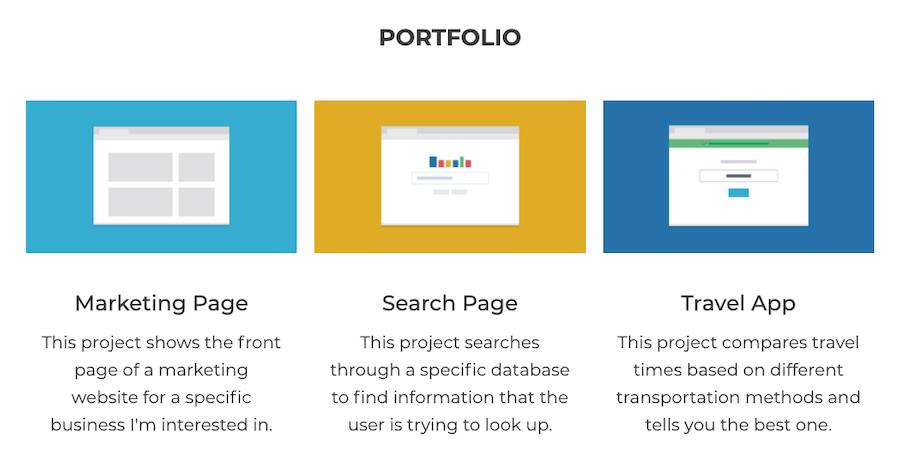 PORTFOLIO
Marketing Page
This project shows the front
page of a marketing
website for a specific
business I'm interested in.
Search Page
This project searches
through a specific database
to find information that the
user is trying to look up.
Travel App
This project compares travel
times based on different
transportation methods and
tells you the best one.